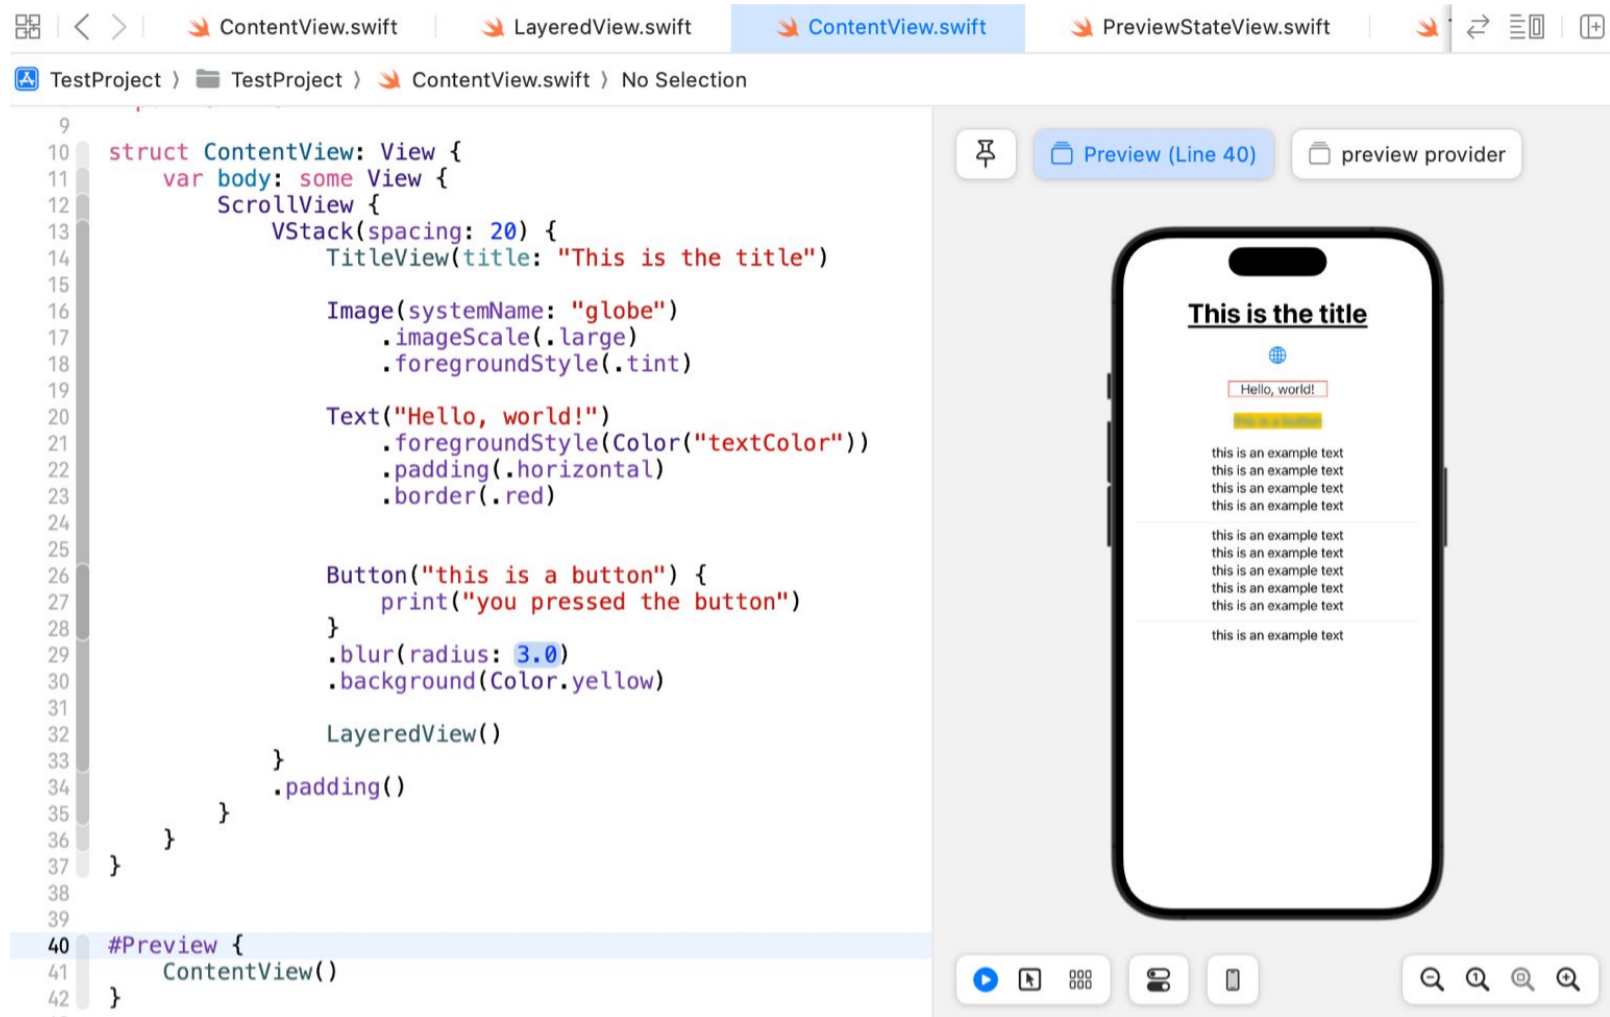 ContentView.swift
LayeredView.swift
ContentView.swift
PreviewStateView.swift
TestProject 〉 TestProject 〉 ContentView.swift 〉 No Selection
9
10 struct ContentView: View {
11     var body: some View {
12         ScrollView {
13             VStack(spacing: 20) {
14                 TitleView(title: "This is the title")
15
16                 Image(systemName: "globe")
17                     .imageScale(.large)
18                     .foregroundStyle(.tint)
19
20                 Text("Hello, world!")
21                     .foregroundStyle(Color("textColor"))
22                     .padding(.horizontal)
23                     .border(.red)
24
25
26                 Button("this is a button") {
27                     print("you pressed the button")
28                 }
29                 .blur(radius: 3.0)
30                 .background(Color.yellow)
31
32                 LayeredView()
33             }
34             .padding()
35         }
36     }
37 }
38
39
40 #Preview {
41     ContentView()
42 }
Preview (Line 40)
preview provider
This is the title
Hello, world!
this is a button
this is an example text
this is an example text
this is an example text
this is an example text
this is an example text
this is an example text
this is an example text
this is an example text
this is an example text
this is an example text